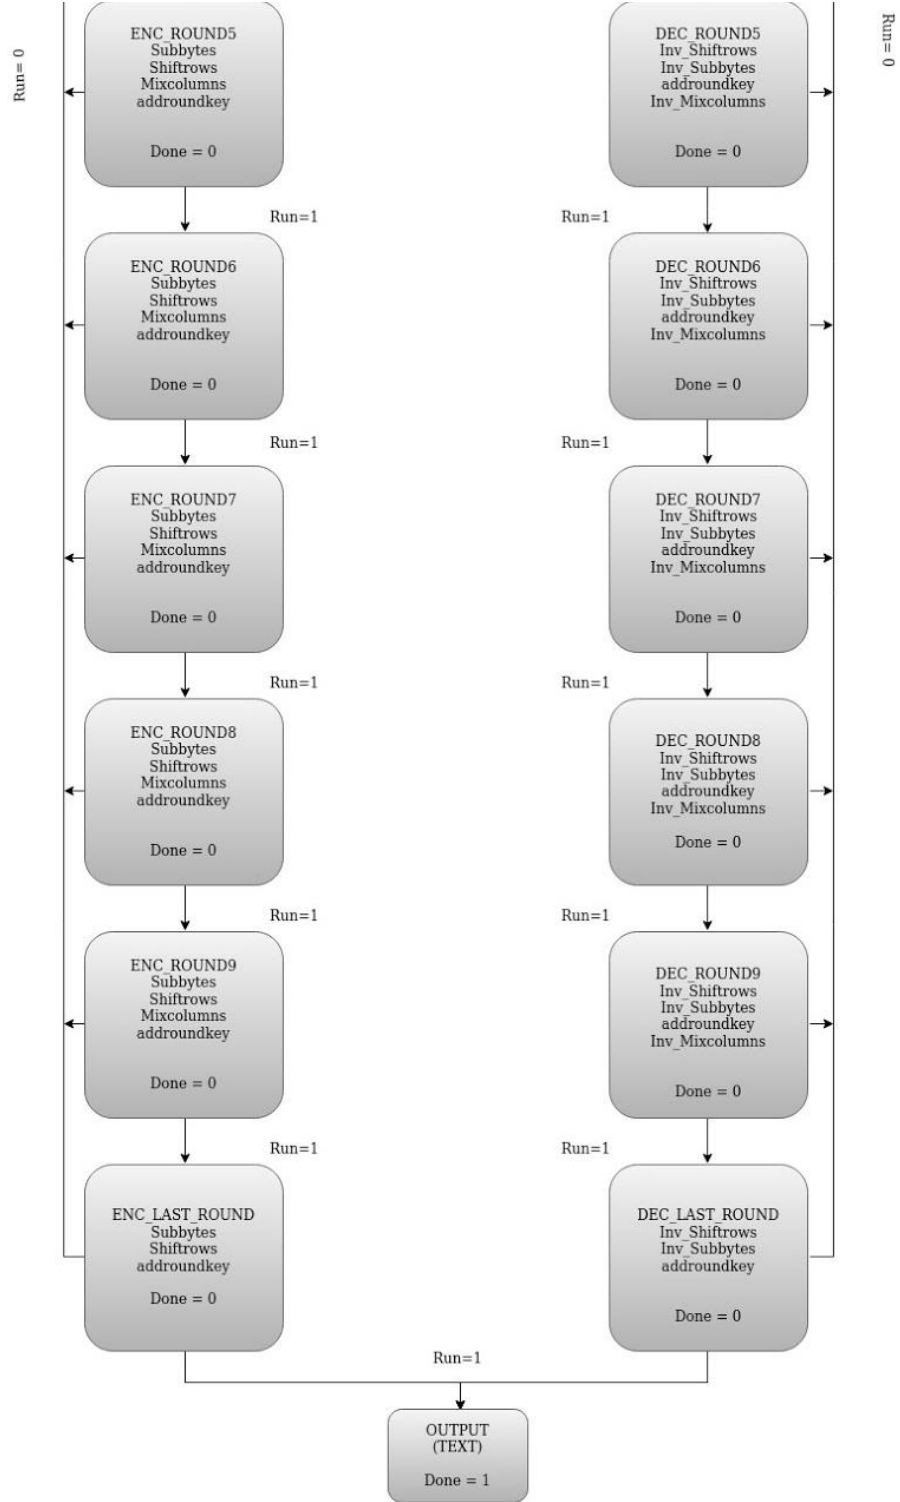 Run= 0
ENC_ROUND5
Subbytes
Shiftrows
Mixcolumns
addroundkey
Done = 0
Run=1
ENC_ROUND6
Subbytes
Shiftrows
Mixcolumns
addroundkey
Done = 0
Run=1
ENC_ROUND7
Subbytes
Shiftrows
Mixcolumns
addroundkey
Done = 0
Run=1
ENC_ROUND8
Subbytes
Shiftrows
Mixcolumns
addroundkey
Done = 0
Run=1
ENC_ROUND9
Subbytes
Shiftrows
Mixcolumns
addroundkey
Done = 0
Run=1
ENC_LAST_ROUND
Subbytes
Shiftrows
addroundkey
Done = 0
Run= 0
DEC_ROUND5
Inv_Shiftrows
Inv_Subbytes
addroundkey
Inv_Mixcolumns
Done = 0
Run=1
DEC_ROUND6
Inv_Shiftrows
Inv_Subbytes
addroundkey
Inv_Mixcolumns
Done = 0
Run=1
DEC_ROUND7
Inv_Shiftrows
Inv_Subbytes
addroundkey
Inv_Mixcolumns
Done = 0
Run=1
DEC_ROUND8
Inv_Shiftrows
Inv_Subbytes
addroundkey
Inv_Mixcolumns
Done = 0
Run=1
DEC_ROUND9
Inv_Shiftrows
Inv_Subbytes
addroundkey
Inv_Mixcolumns
Done = 0
Run=1
DEC_LAST_ROUND
Inv_Shiftrows
Inv_Subbytes
addroundkey
Done = 0
Run=1
OUTPUT
(TEXT)
Done = 1